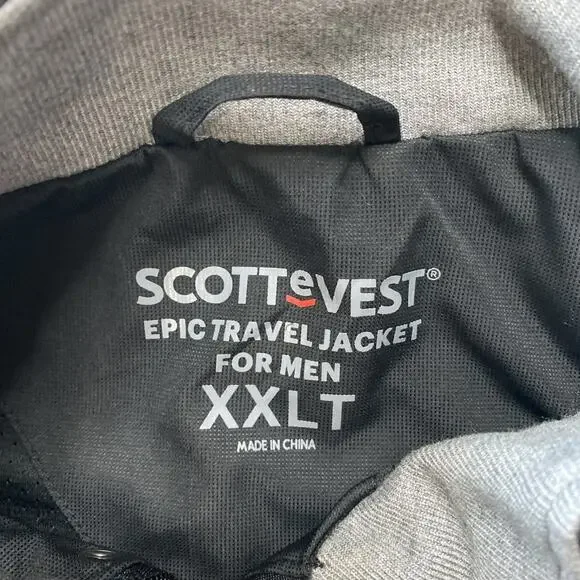 SCOTTeVEST®
EPIC TRAVEL JACKET
FOR MEN
XXLT
MADE IN CHINA